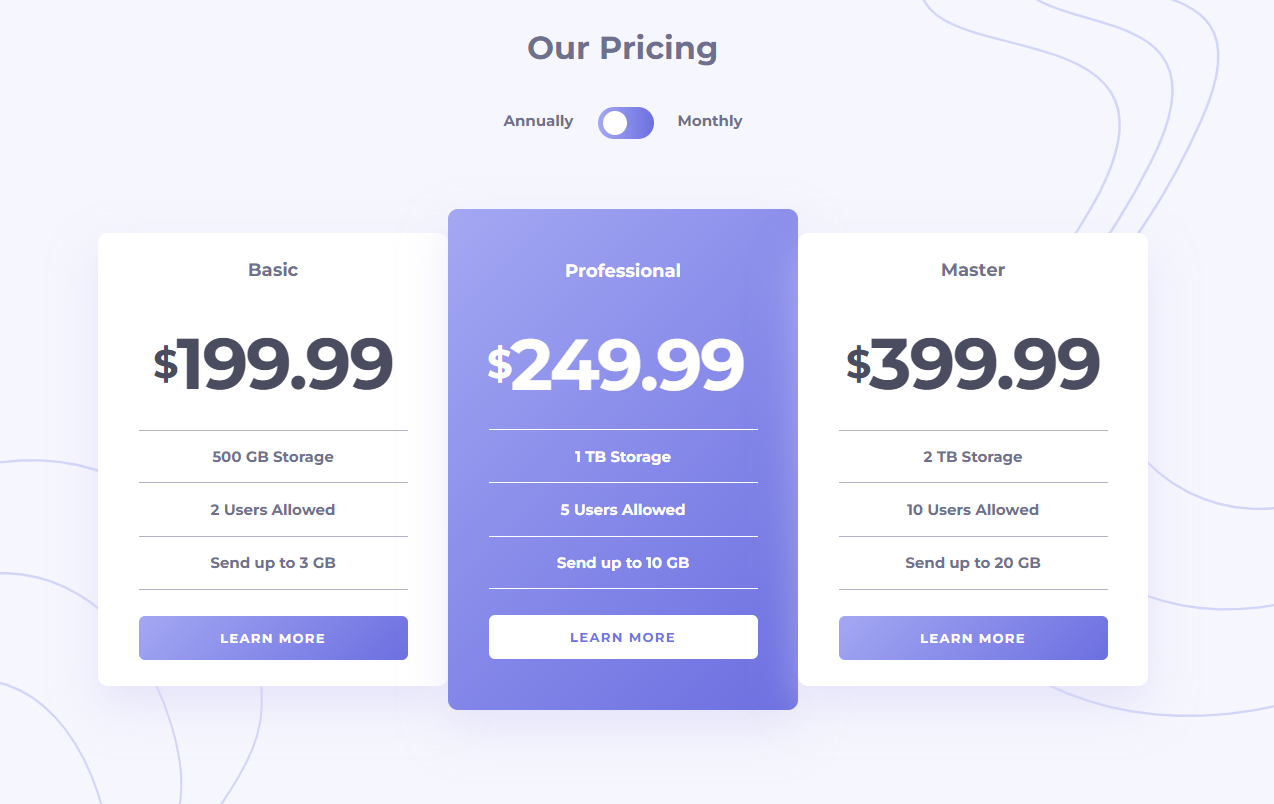 Our Pricing
Annually Monthly
Basic
$199.99
500 GB Storage
2 Users Allowed
Send up to 3 GB
LEARN MORE
Professional
$249.99
1 TB Storage
5 Users Allowed
Send up to 10 GB
LEARN MORE
Master
$399.99
2 TB Storage
10 Users Allowed
Send up to 20 GB
LEARN MORE